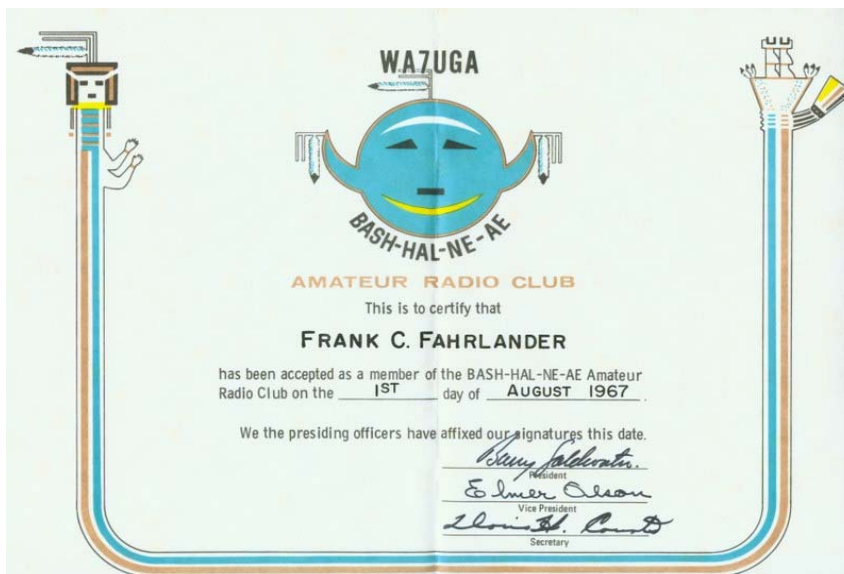 WA7UGA
BASH-HAL-NE-AE
AMATEUR RADIO CLUB
This is to certify that
FRANK C. FAHRLANDER
has been accepted as a member of the BASH-HAL-NE-AE Amateur
Radio Club on the 1ST day of AUGUST 1967.
We the presiding officers have affixed our signatures this date.
Barry Goldwater.
President
Elmer Olson
Vice President
Secretary